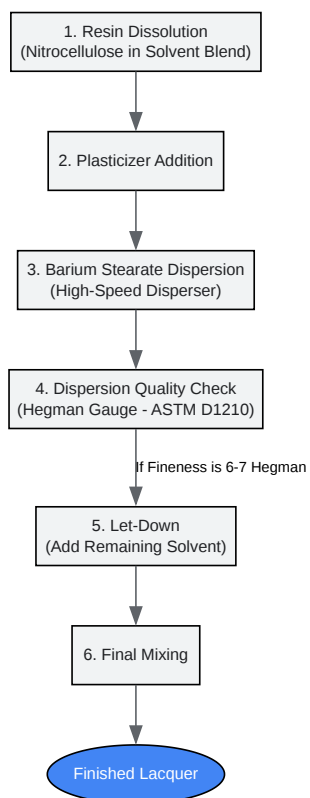 1. Resin Dissolution
(Nitrocellulose in Solvent Blend)
2. Plasticizer Addition
3. Barium Stearate Dispersion
(High-Speed Disperser)
4. Dispersion Quality Check
(Hegman Gauge - ASTM D1210)
If Fineness is 6-7 Hegman
5. Let-Down
(Add Remaining Solvent)
6. Final Mixing
Finished Lacquer